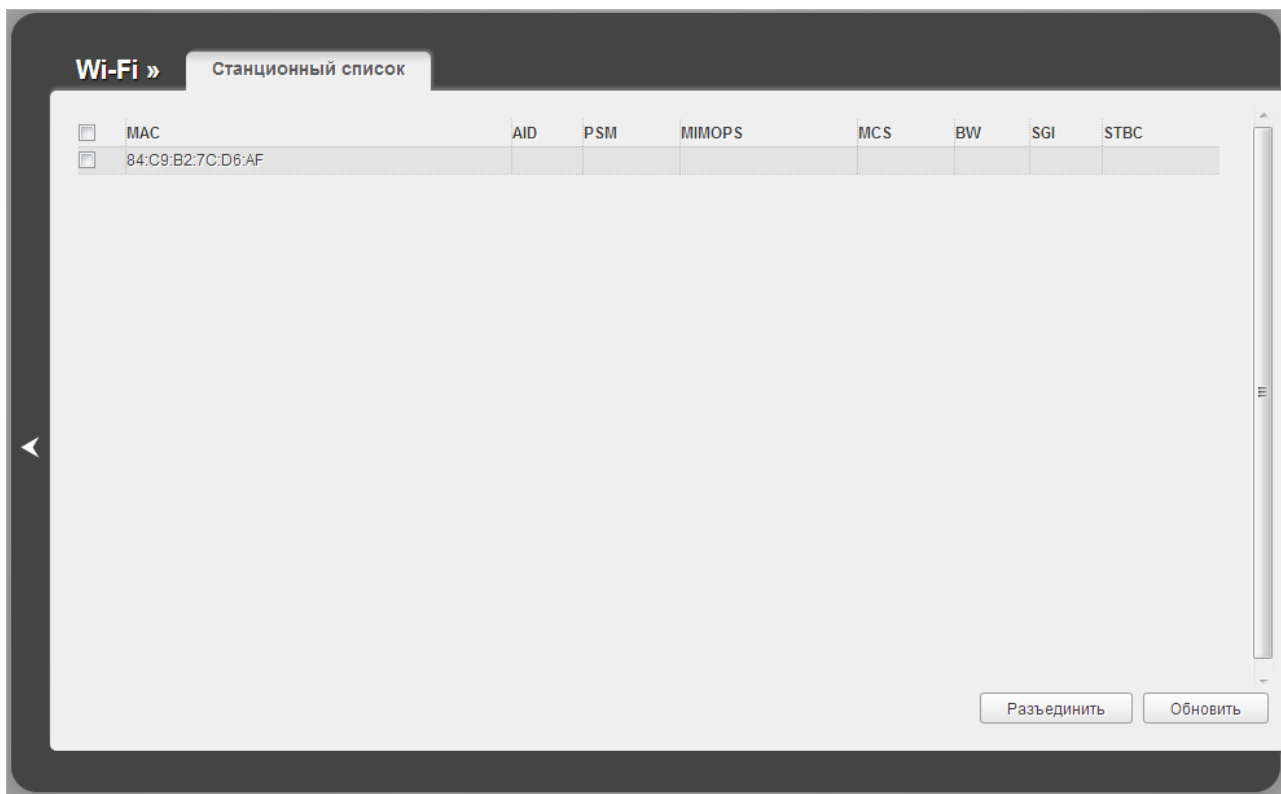 Wi-Fi » Станционный список
MAC AID PSM MIMOPS MCS BW SGI STBC
84:C9:B2:7C:D6:AF
Разъединить Обновить